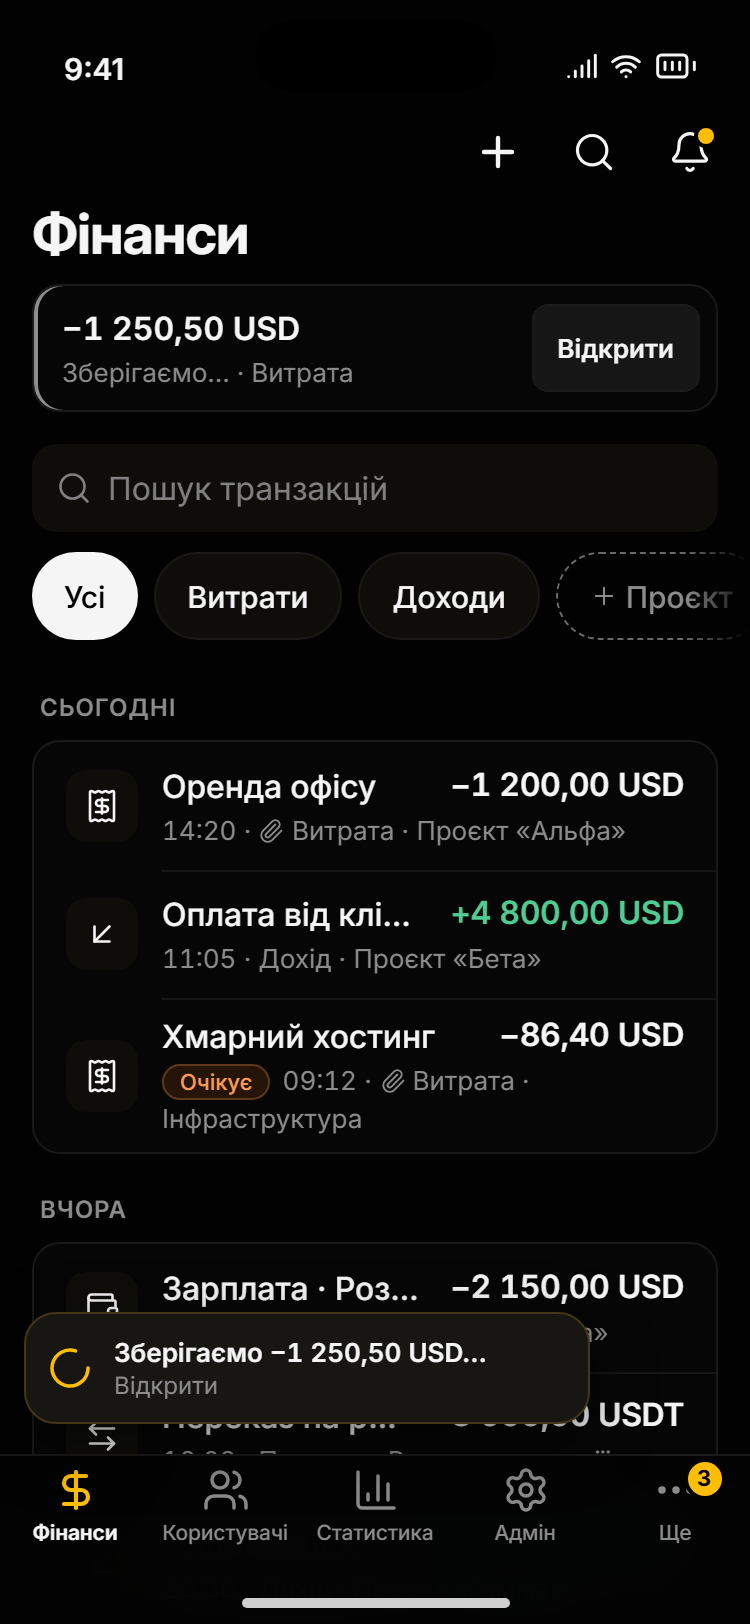 9:41
Фінанси
−1 250,50 USD
Зберігаємо... · Витрата
Відкрити
Пошук транзакцій
Усі
Витрати
Доходи
+ Проєкт
СЬОГОДНІ
Оренда офісу
−1 200,00 USD
14:20 · Витрата · Проєкт «Альфа»
Оплата від клі...
+4 800,00 USD
11:05 · Дохід · Проєкт «Бета»
Хмарний хостинг
−86,40 USD
Очікує 09:12 · Витрата ·
Інфраструктура
ВЧОРА
Зарплата · Роз...
−2 150,00 USD
Зберігаємо −1 250,50 USD...
Відкрити
USDT
3
Фінанси
Користувачі
Статистика
Адмін
Ще